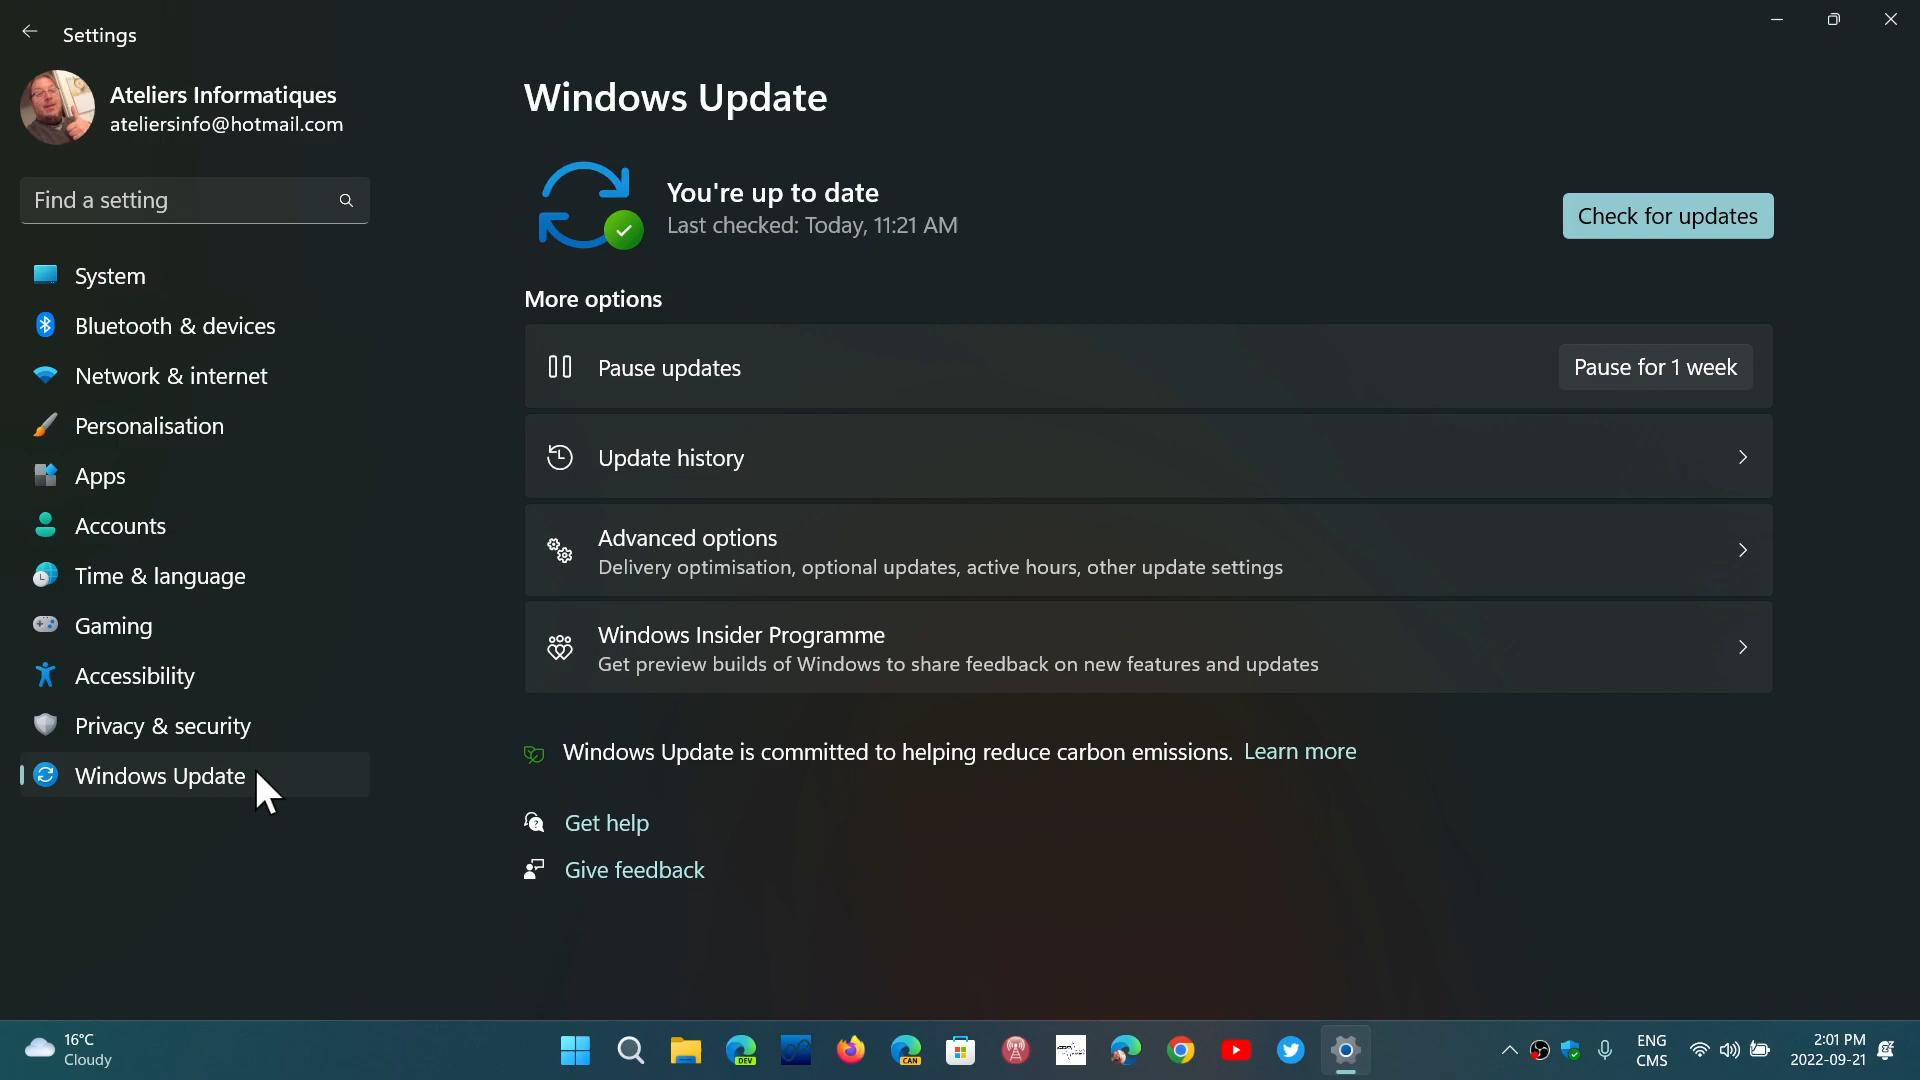 Settings
Ateliers Informatiques
ateliersinfo@hotmail.com
Find a setting
System
Bluetooth & devices
Network & internet
Personalisation
Apps
Accounts
Time & language
Gaming
Accessibility
Privacy & security
Windows Update
Windows Update
You're up to date
Last checked: Today, 11:21 AM
Check for updates
More options
Pause updates
Pause for 1 week
Update history
Advanced options
Delivery optimisation, optional updates, active hours, other update settings
Windows Insider Programme
Get preview builds of Windows to share feedback on new features and updates
Windows Update is committed to helping reduce carbon emissions. Learn more
Get help
Give feedback
16°C
Cloudy
DEV
CAN
ENG
CMS
2:01 PM
2022-09-21